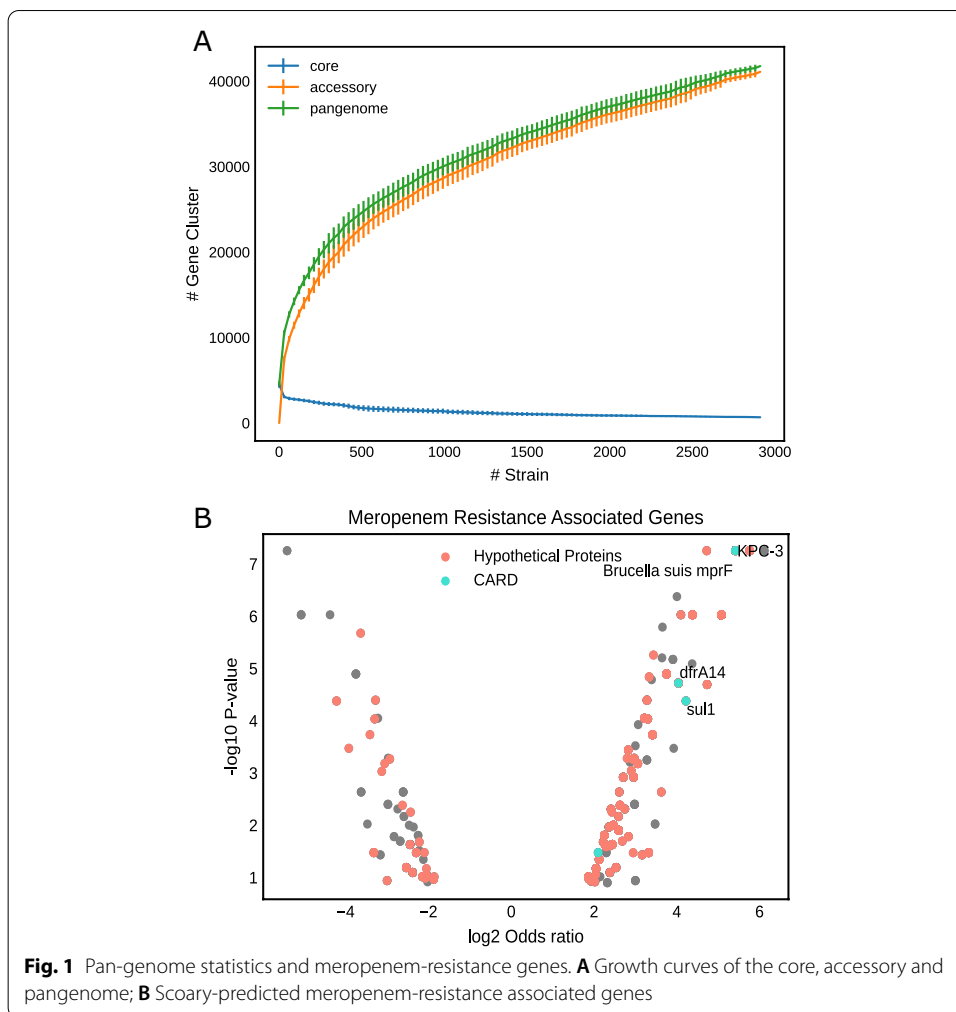 A
core
accessory
pangenome
40000
30000
20000
10000
0
# Gene Cluster
0 500 1000 1500 2000 2500 3000
# Strain
B
Meropenem Resistance Associated Genes
Hypothetical Proteins
CARD
KPC-3
Brucella suis mprF
dfrA14
sul1
7
6
5
4
3
2
1
-log10 P-value
−4 −2 0 2 4 6
log2 Odds ratio
Fig. 1 Pan-genome statistics and meropenem-resistance genes. A Growth curves of the core, accessory and
pangenome; B Scoary-predicted meropenem-resistance associated genes